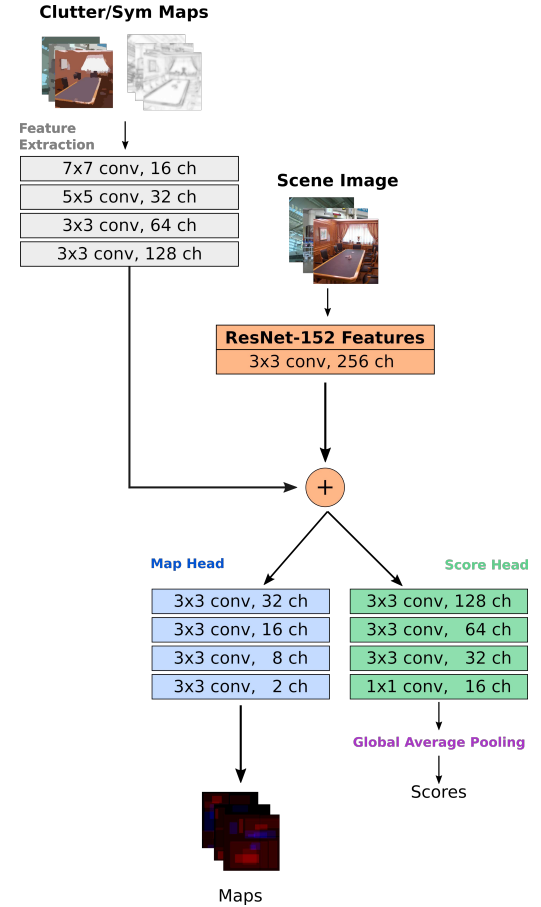 Clutter/Sym Maps
Feature
Extraction
7x7 conv, 16 ch
5x5 conv, 32 ch
3x3 conv, 64 ch
3x3 conv, 128 ch
Scene Image
ResNet-152 Features
3x3 conv, 256 ch
+
Map Head
3x3 conv, 32 ch
3x3 conv, 16 ch
3x3 conv, 8 ch
3x3 conv, 2 ch
Score Head
3x3 conv, 128 ch
3x3 conv, 64 ch
3x3 conv, 32 ch
1x1 conv, 16 ch
Global Average Pooling
Scores
Maps